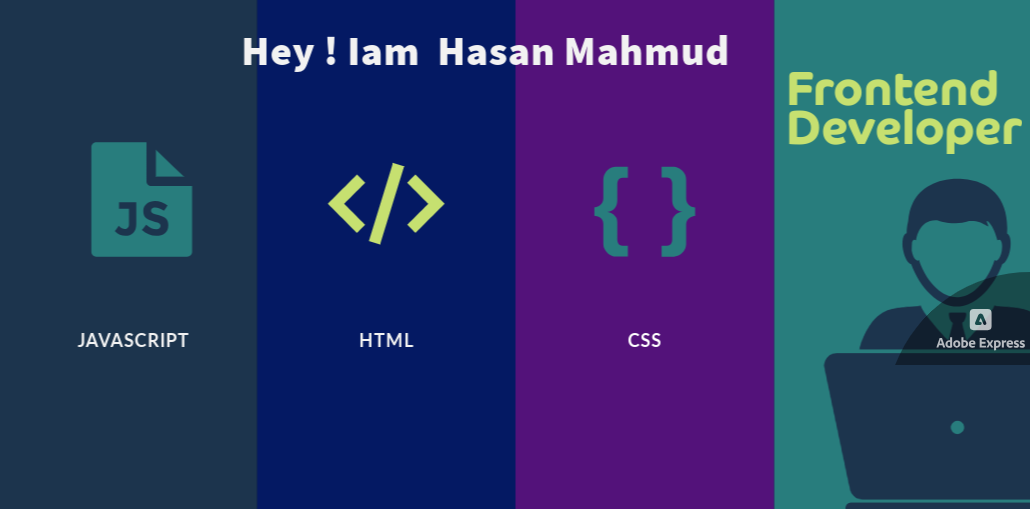 Hey ! Iam Hasan Mahmud
Frontend
Developer
JS
</>
{ }
JAVASCRIPT
HTML
CSS
Adobe Express